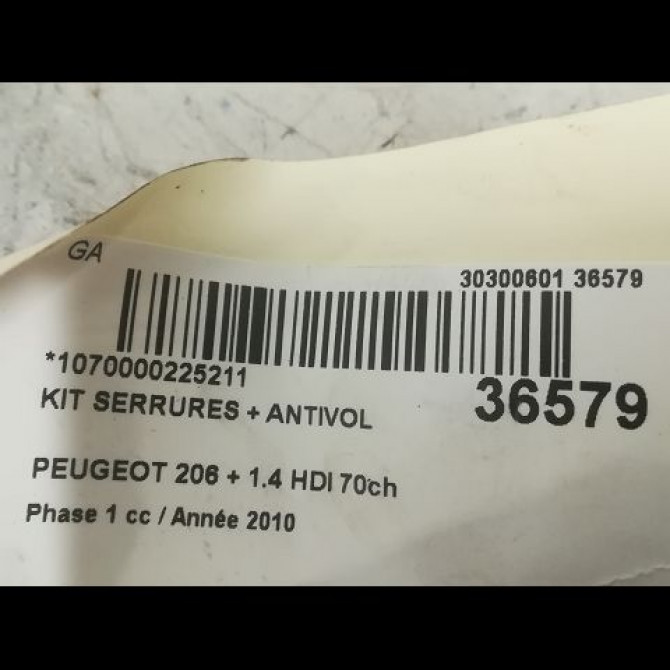 GA
30300601 36579
*1070000225211
36579
KIT SERRURES + ANTIVOL
PEUGEOT 206 + 1.4 HDI 70ch
Phase 1 cc / Année 2010